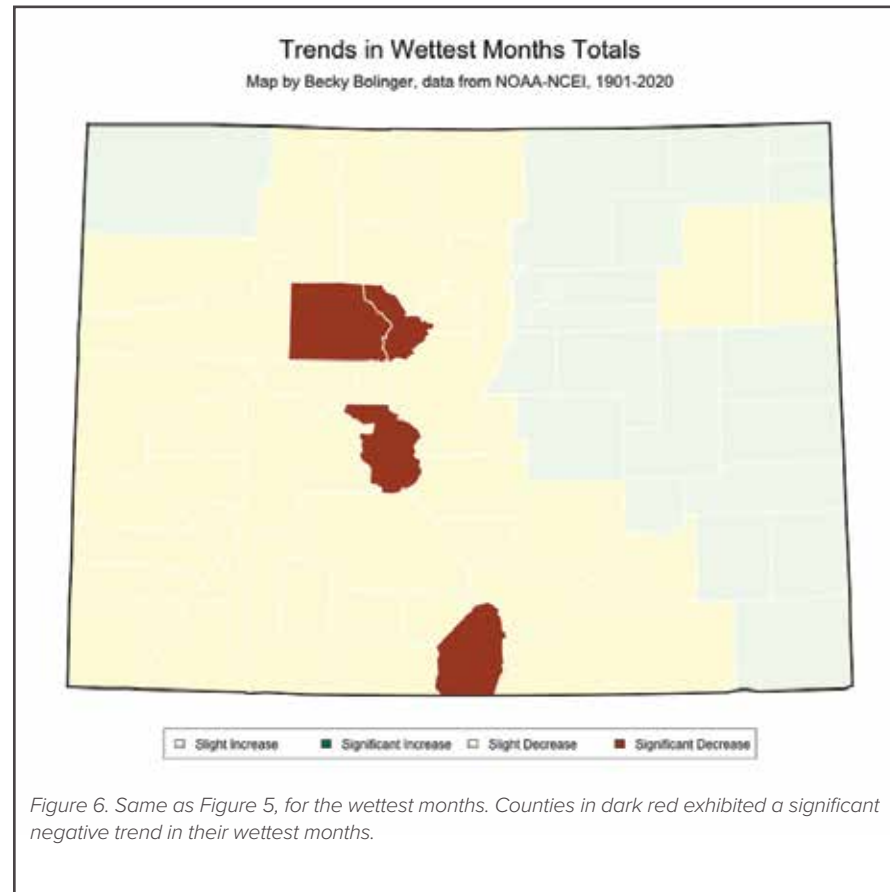 Trends in Wettest Months Totals
Map by Becky Bolinger, data from NOAA-NCEI, 1901-2020
Slight Increase Significant Increase Slight Decrease Significant Decrease
Figure 6. Same as Figure 5, for the wettest months. Counties in dark red exhibited a significant
negative trend in their wettest months.